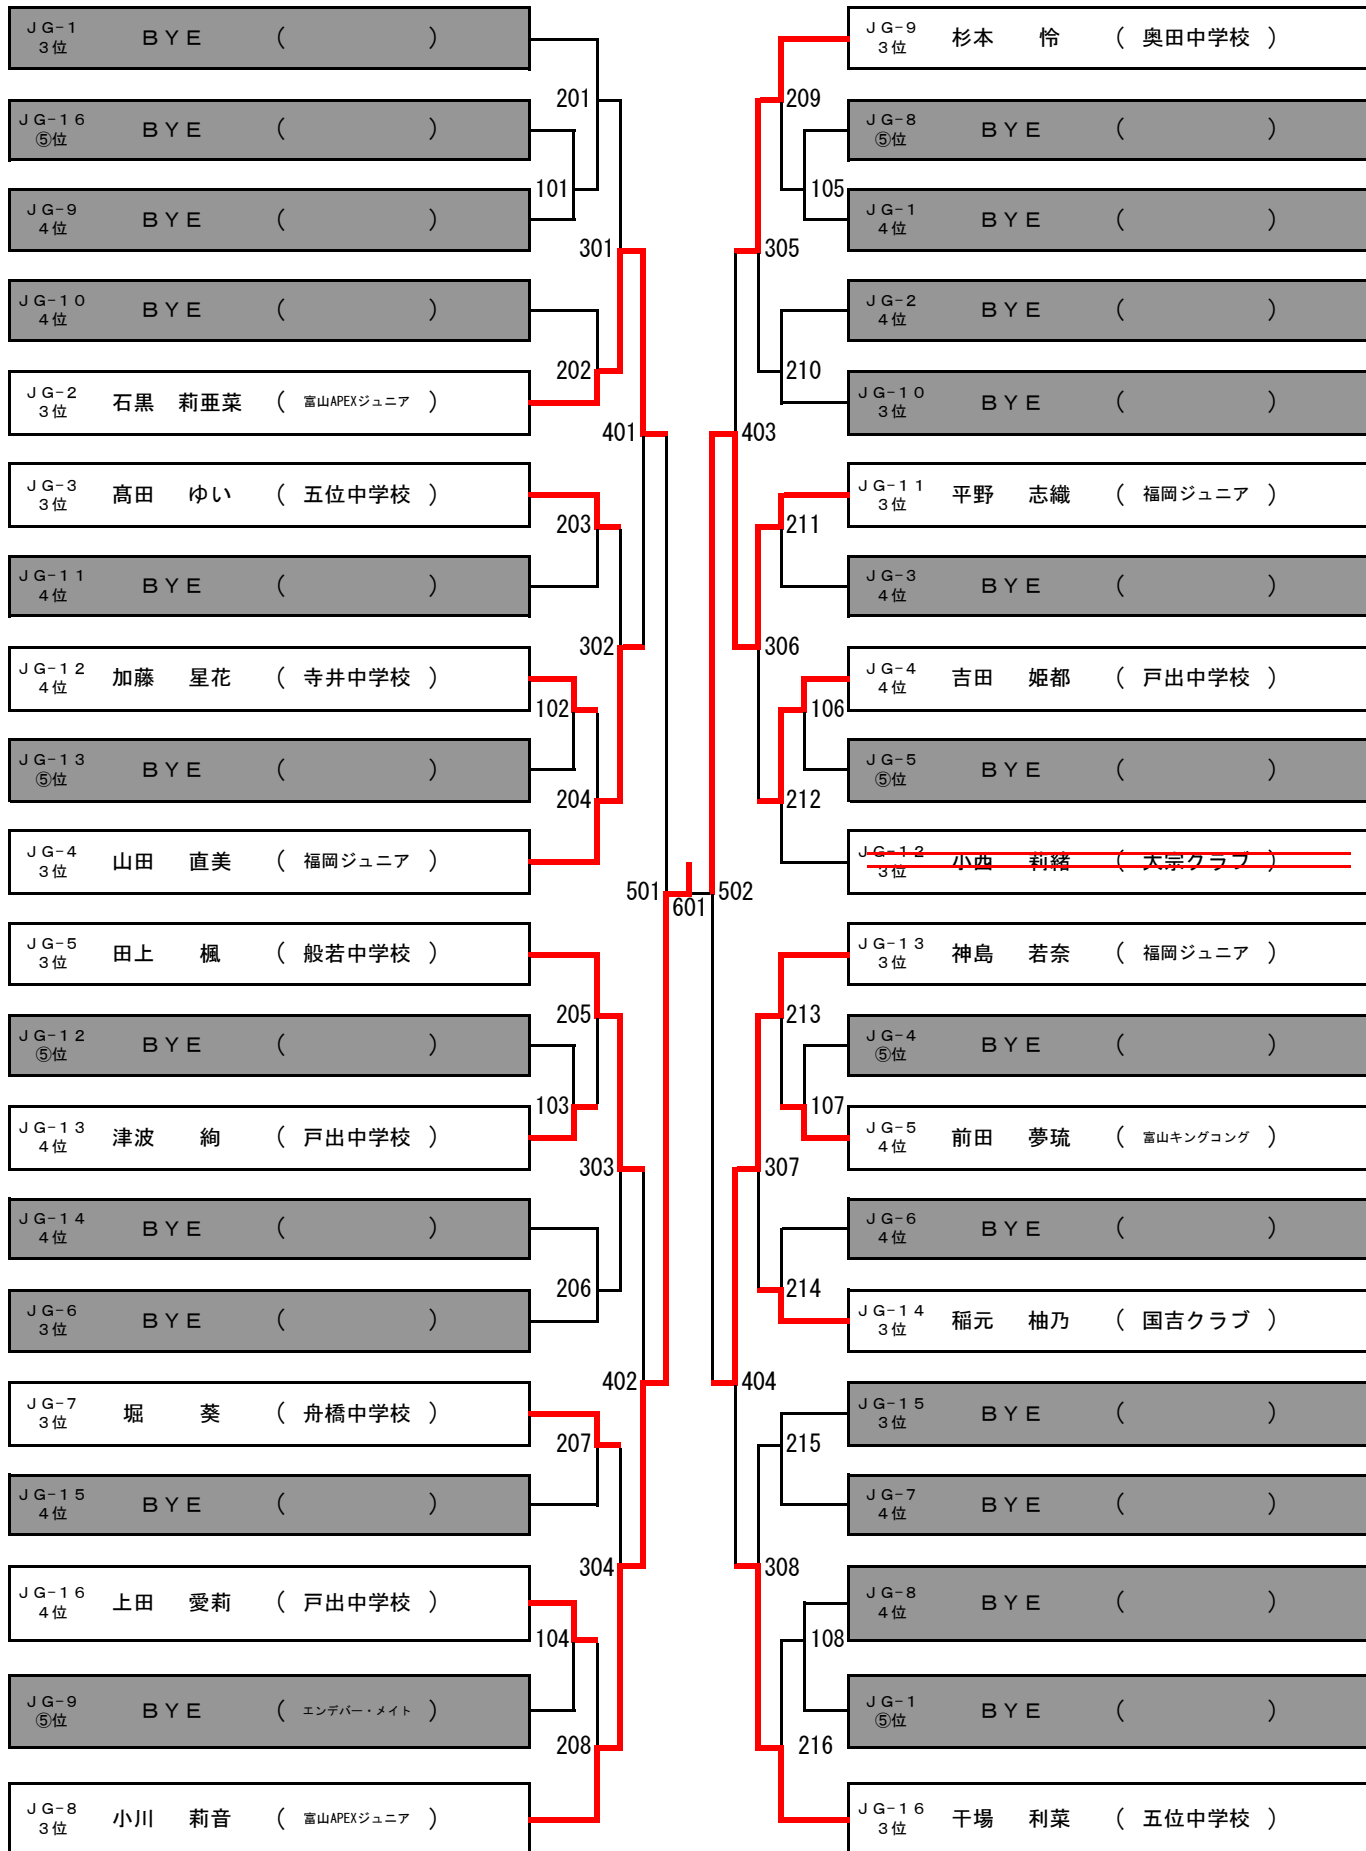 JG-1 3位 BYE ( )
201
JG-16 ⑤位 BYE ( )
101
JG-9 4位 BYE ( )
301
JG-10 4位 BYE ( )
202
JG-2 3位 石黒 莉亜菜 ( 富山APEXジュニア )
401
JG-3 3位 髙田 ゆい ( 五位中学校 )
203
JG-11 4位 BYE ( )
302
JG-12 4位 加藤 星花 ( 寺井中学校 )
102
JG-13 ⑤位 BYE ( )
204
JG-4 3位 山田 直美 ( 福岡ジュニア )
501
601
502
JG-5 3位 田上 楓 ( 般若中学校 )
205
JG-12 ⑤位 BYE ( )
103
JG-13 4位 津波 絢 ( 戸出中学校 )
303
JG-14 4位 BYE ( )
206
JG-6 3位 BYE ( )
402
JG-7 3位 堀 葵 ( 舟橋中学校 )
207
JG-15 4位 BYE ( )
304
JG-16 4位 上田 愛莉 ( 戸出中学校 )
104
JG-9 ⑤位 BYE ( エンデバー・メイト )
208
JG-8 3位 小川 莉音 ( 富山APEXジュニア )
JG-9 3位 杉本 怜 ( 奥田中学校 )
209
JG-8 ⑤位 BYE ( )
105
JG-1 4位 BYE ( )
305
JG-2 4位 BYE ( )
210
JG-10 3位 BYE ( )
403
JG-11 3位 平野 志織 ( 福岡ジュニア )
211
JG-3 4位 BYE ( )
306
JG-4 4位 吉田 姫都 ( 戸出中学校 )
106
JG-5 ⑤位 BYE ( )
212
JG-12 3位 小西 莉緒 ( 大宗クラブ )
JG-13 3位 神島 若奈 ( 福岡ジュニア )
213
JG-4 ⑤位 BYE ( )
107
JG-5 4位 前田 夢琉 ( 富山キングコング )
307
JG-6 4位 BYE ( )
214
JG-14 3位 稲元 柚乃 ( 国吉クラブ )
404
JG-15 3位 BYE ( )
215
JG-7 4位 BYE ( )
308
JG-8 4位 BYE ( )
108
JG-1 ⑤位 BYE ( )
216
JG-16 3位 干場 利菜 ( 五位中学校 )